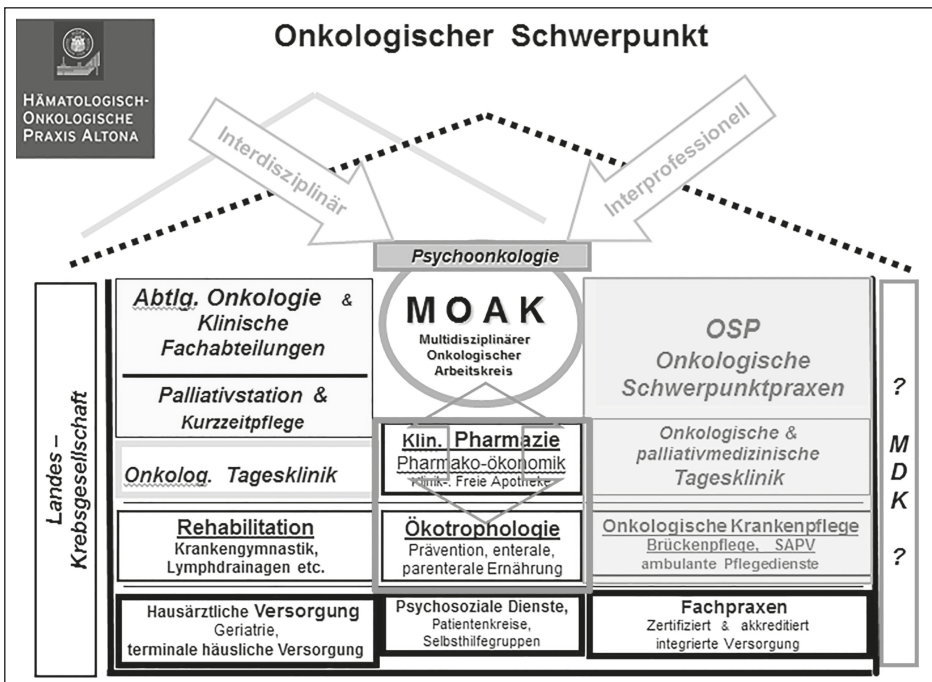 Onkologischer Schwerpunkt
HÄMATOLOGISCH-
ONKOLOGISCHE
PRAXIS ALTONA
Interdisziplinär
Interprofessionell
Landes –
Krebsgesellschaft
Abtlg. Onkologie &
Klinische
Fachabteilungen
Palliativstation &
Kurzzeitpflege
Onkolog. Tagesklinik
Rehabilitation
Krankengymnastik,
Lymphdrainagen etc.
Hausärztliche Versorgung
Geriatrie,
terminale häusliche Versorgung
Psychoonkologie
MOAK
Multidisziplinärer
Onkologischer
Arbeitskreis
Klin. Pharmazie
Pharmako-ökonomik
Klinik-. Freie Apotheke
Ökotrophologie
Prävention, enterale,
parenterale Ernährung
Psychosoziale Dienste,
Patientenkreise,
Selbsthilfegruppen
OSP
Onkologische
Schwerpunktpraxen
Onkologische &
palliativmedizinische
Tagesklinik
Onkologische Krankenpflege
Brückenpflege, SAPV
ambulante Pflegedienste
Fachpraxen
Zertifiziert & akkreditiert
integrierte Versorgung
?
M
D
K
?